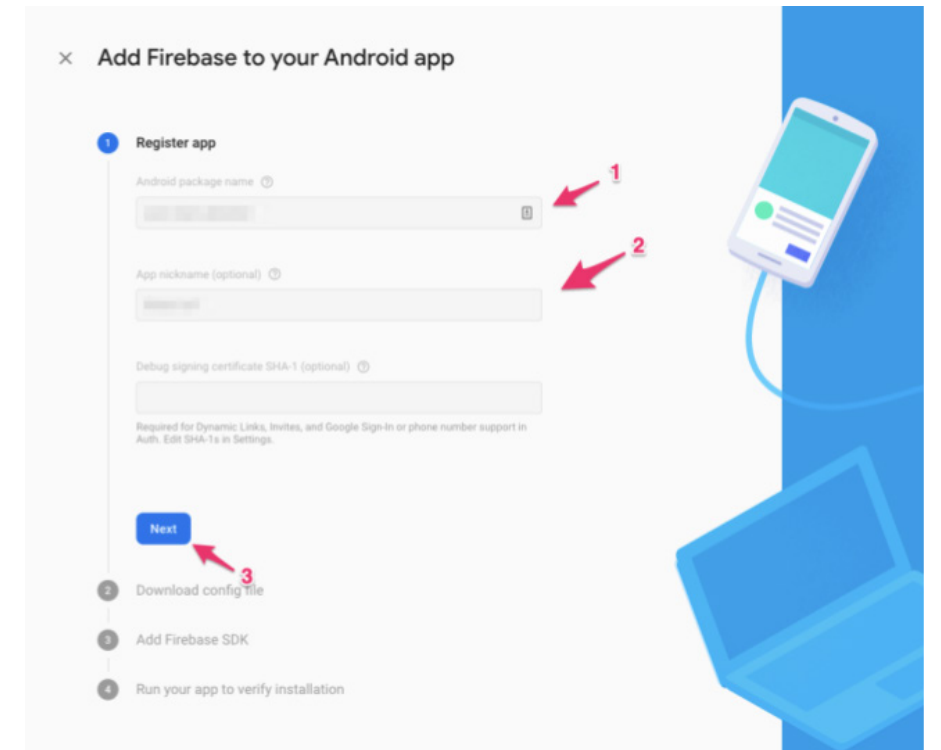 × Add Firebase to your Android app
1 Register app
Android package name ?
1
2
App nickname (optional) ?
Debug signing certificate SHA-1 (optional) ?
Required for Dynamic Links, Invites, and Google Sign-In or phone number support in
Auth. Edit SHA-1s in Settings.
Next
3
2 Download config file
3 Add Firebase SDK
4 Run your app to verify installation